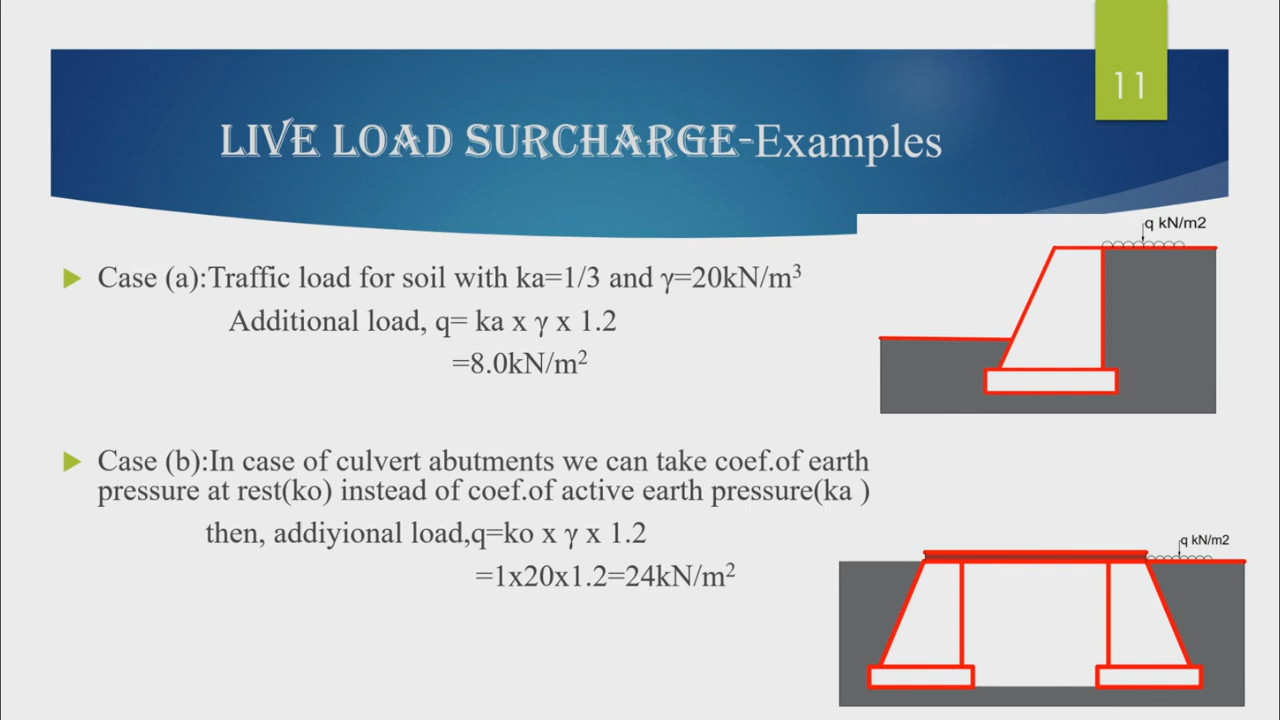 11
LIVE LOAD SURCHARGE-Examples
q kN/m2
Case (a):Traffic load for soil with ka=1/3 and γ=20kN/m³
Additional load, q= ka x γ x 1.2
=8.0kN/m²
Case (b):In case of culvert abutments we can take coef.of earth
pressure at rest(ko) instead of coef.of active earth pressure(ka )
then, addiyional load,q=ko x γ x 1.2
=1x20x1.2=24kN/m²
q kN/m2